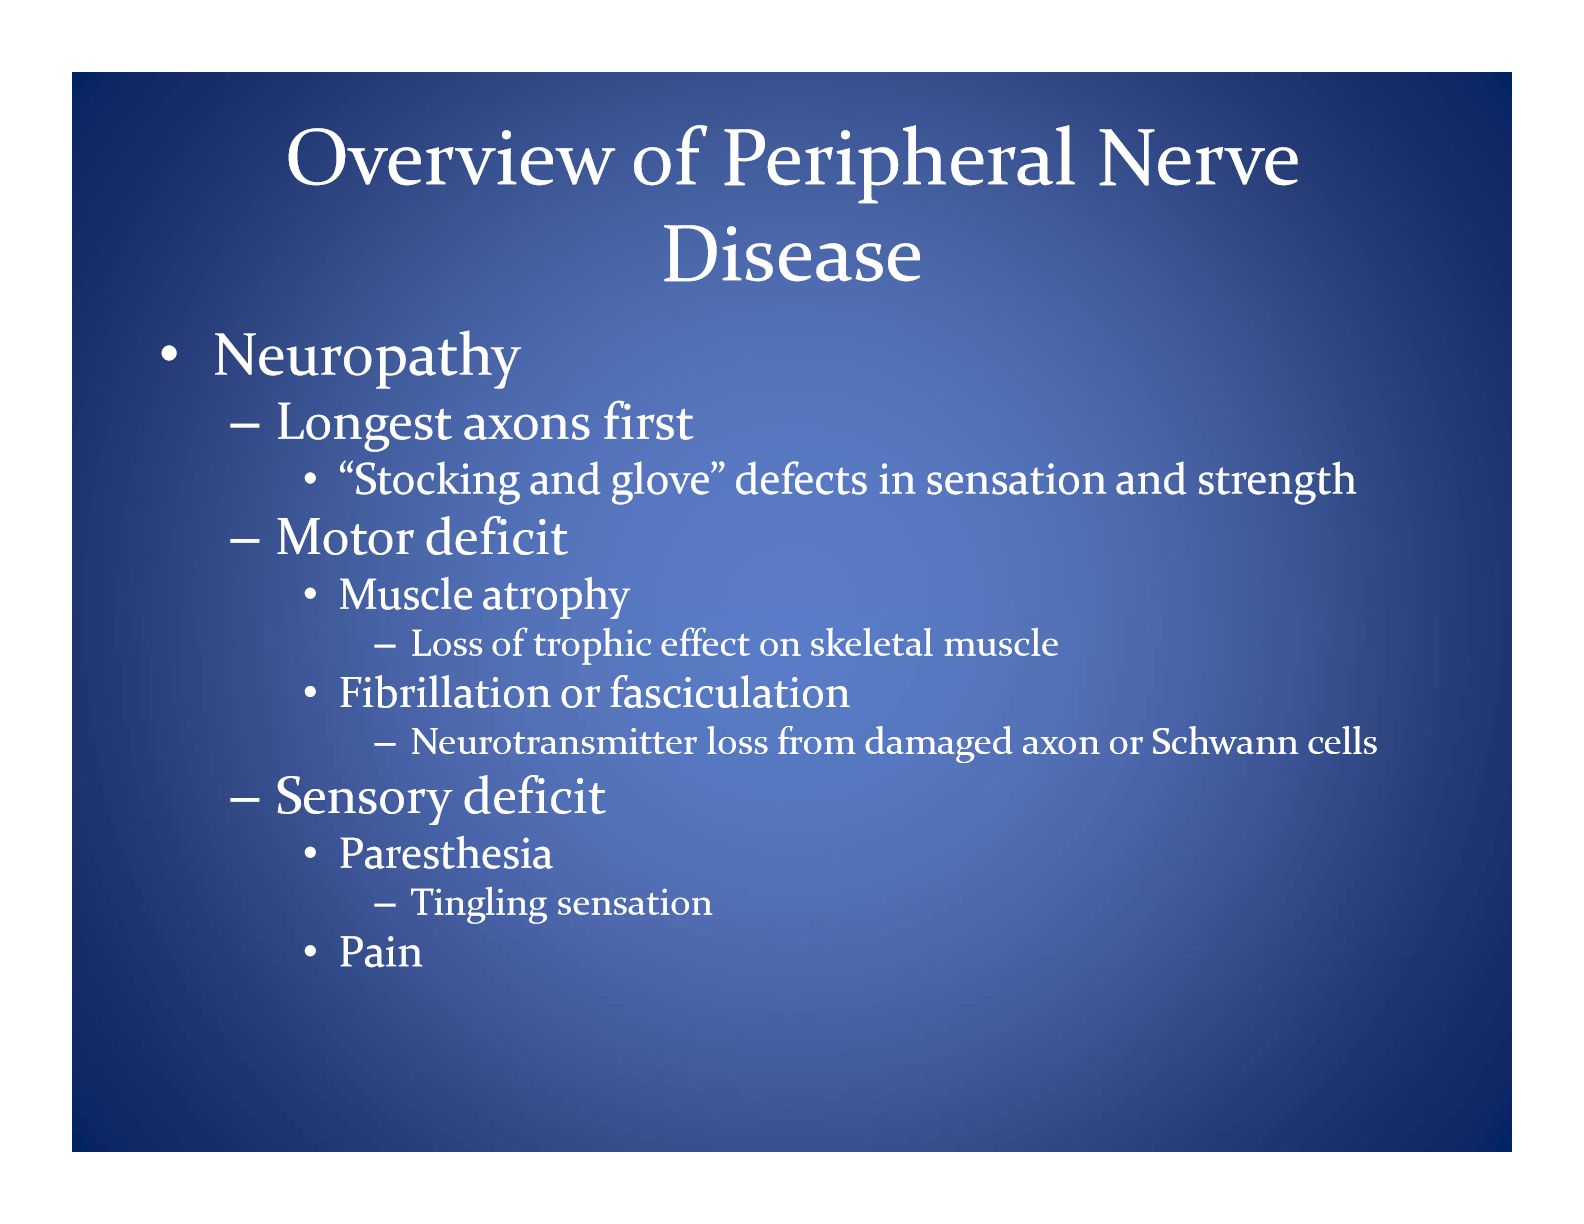 Overview of Peripheral Nerve
Disease
• Neuropathy
– Longest axons first
• “Stocking and glove” defects in sensation and strength
– Motor deficit
• Muscle atrophy
– Loss of trophic effect on skeletal muscle
• Fibrillation or fasciculation
– Neurotransmitter loss from damaged axon or Schwann cells
– Sensory deficit
• Paresthesia
– Tingling sensation
• Pain